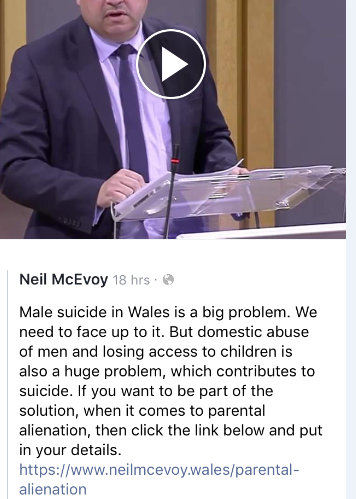 Neil McEvoy 18 hrs ·
Male suicide in Wales is a big problem. We
need to face up to it. But domestic abuse
of men and losing access to children is
also a huge problem, which contributes to
suicide. If you want to be part of the
solution, when it comes to parental
alienation, then click the link below and put
in your details.
https://www.neilmcevoy.wales/parental-
alienation